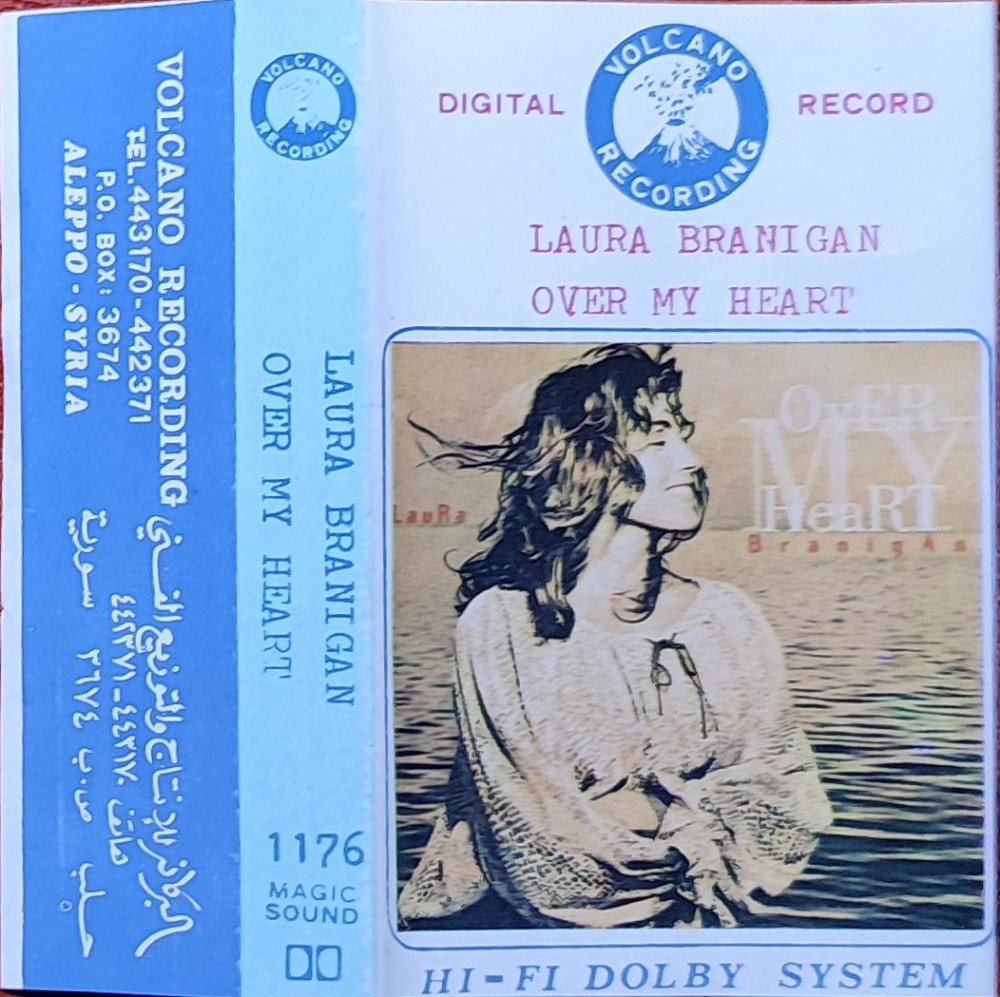 VOLCANO RECORDING
TEL.443170-442371
P.O. BOX: 3674
ALEPPO - SYRIA
البركان للإنتاج والتوزيع الفني
هاتف ٤٤٣١٧٠ - ٤٤٢٣٧١
حلب ص.ب ٣٦٧٤ سورية
VOLCANO
RECORDING
LAURA BRANIGAN
OVER MY HEART
1176
MAGIC
SOUND
DIGITAL
VOLCANO
RECORDING
RECORD
LAURA BRANIGAN
OVER MY HEART
OvER
MY
HeaRT
LauRa
BranigAn
HI-FI DOLBY SYSTEM